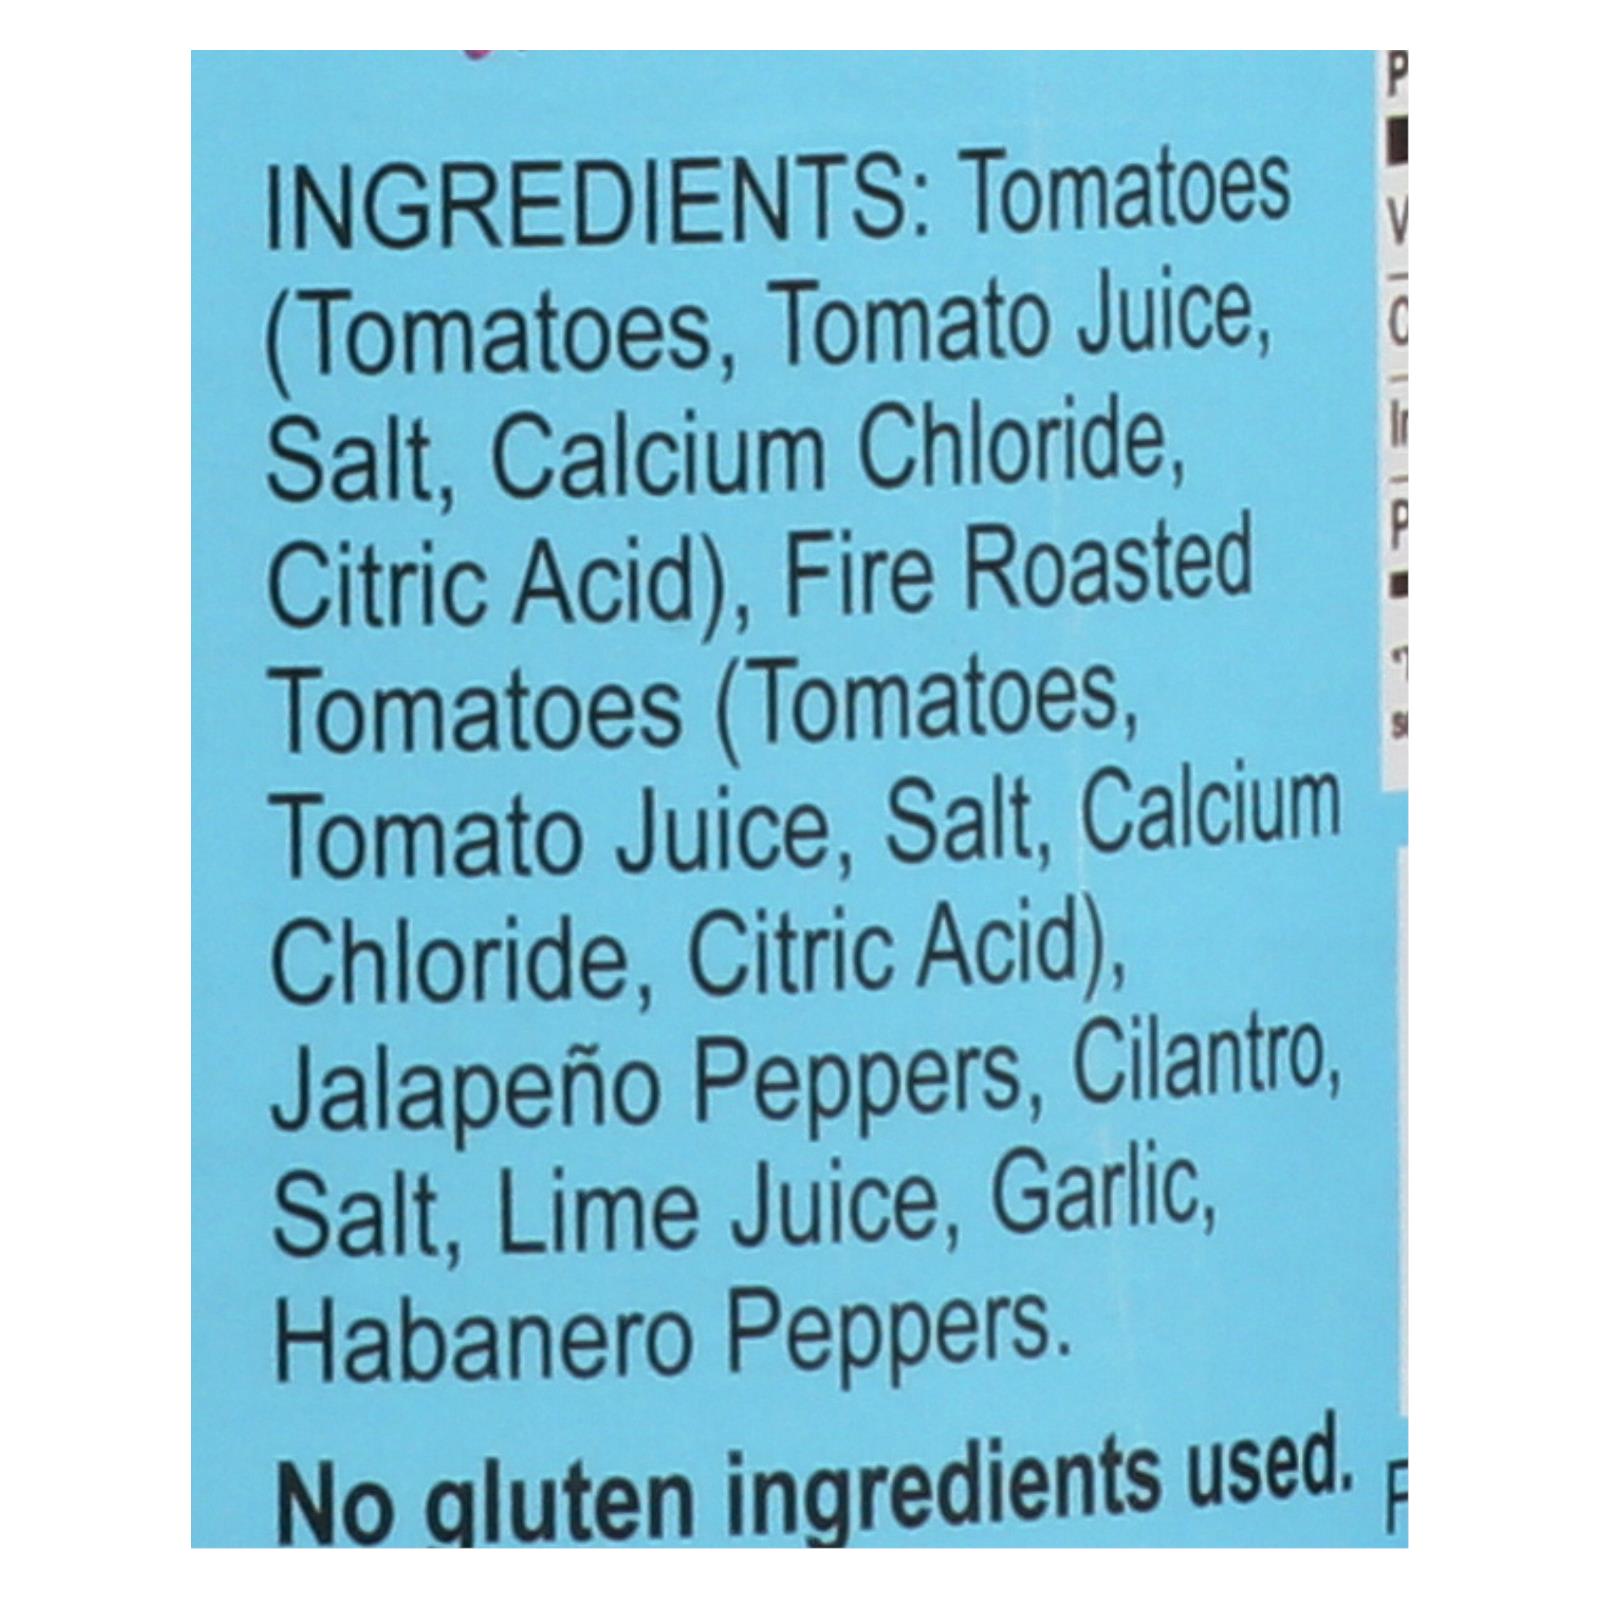 INGREDIENTS: Tomatoes
(Tomatoes, Tomato Juice,
Salt, Calcium Chloride,
Citric Acid), Fire Roasted
Tomatoes (Tomatoes,
Tomato Juice, Salt, Calcium
Chloride, Citric Acid),
Jalapeño Peppers, Cilantro,
Salt, Lime Juice, Garlic,
Habanero Peppers.
No gluten ingredients used.